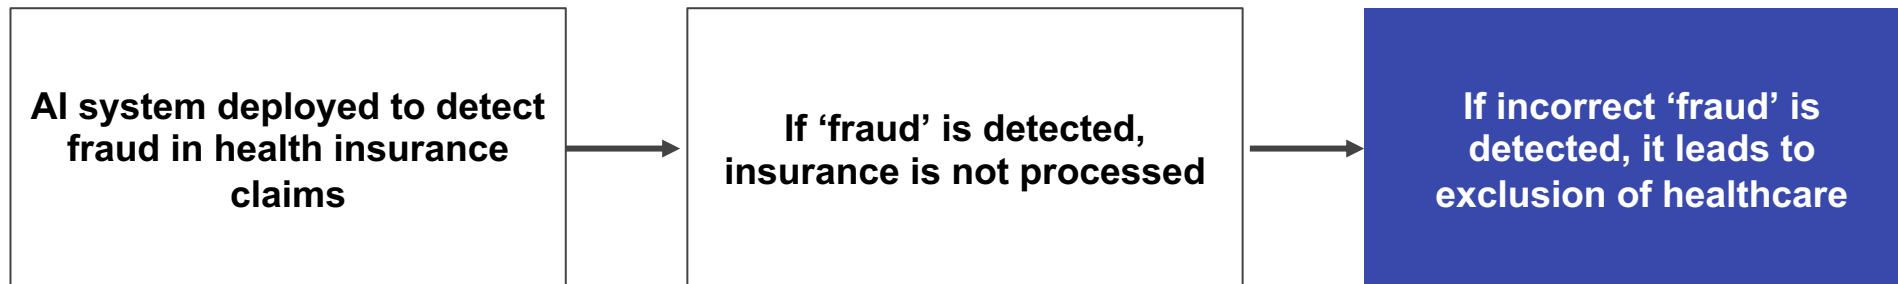 AI system deployed to detect
fraud in health insurance
claims
If ‘fraud’ is detected,
insurance is not processed
If incorrect ‘fraud’ is
detected, it leads to
exclusion of healthcare